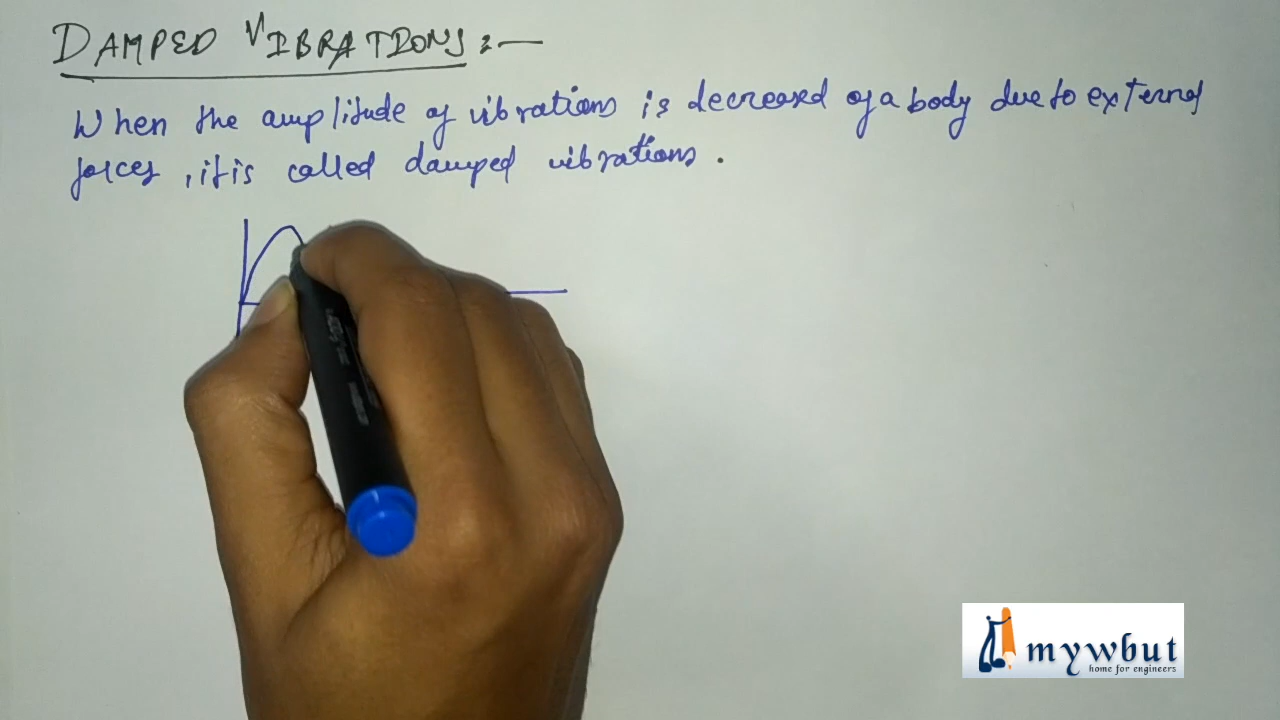 DAMPED VIBRATIONS :—
When the amplitude of vibrations is decreased of a body due to external
forces, it is called damped vibrations.
mywbut
home for engineers